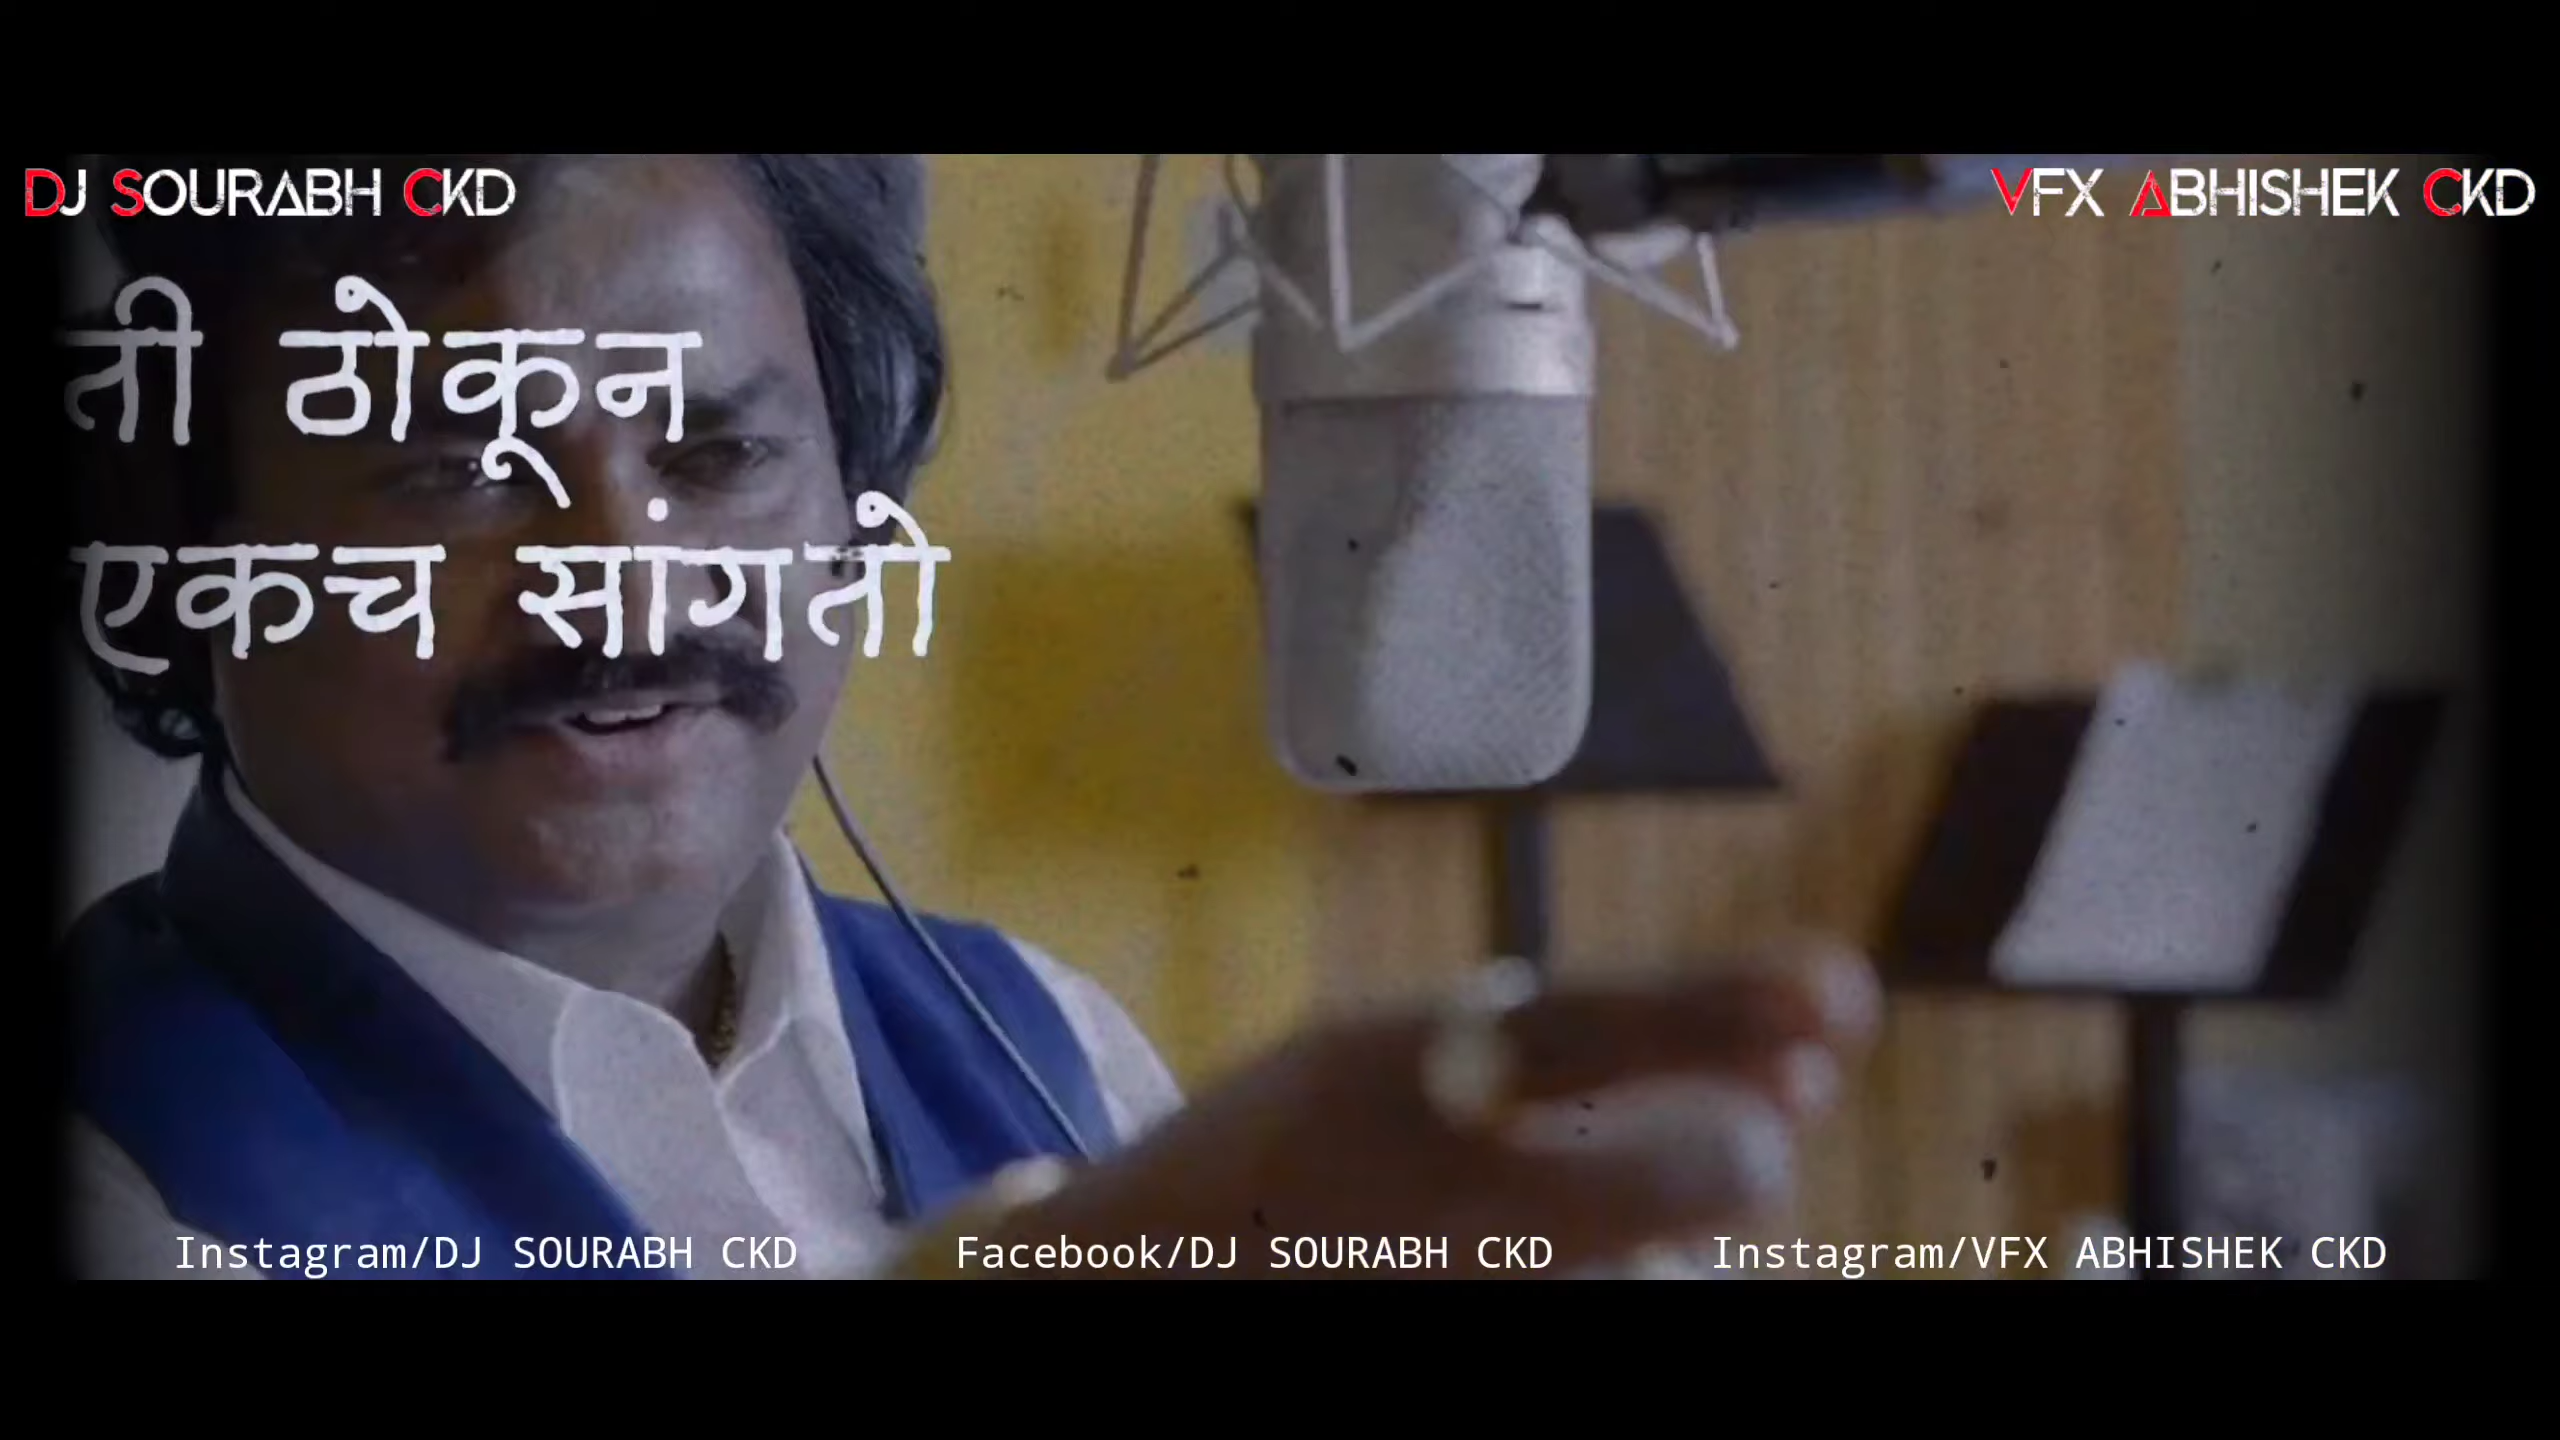 DJ SOURABH CKD
VFX ABHISHEK CKD
ती ठोकून
एकच सांगतो
Instagram/DJ SOURABH CKD
Facebook/DJ SOURABH CKD
Instagram/VFX ABHISHEK CKD